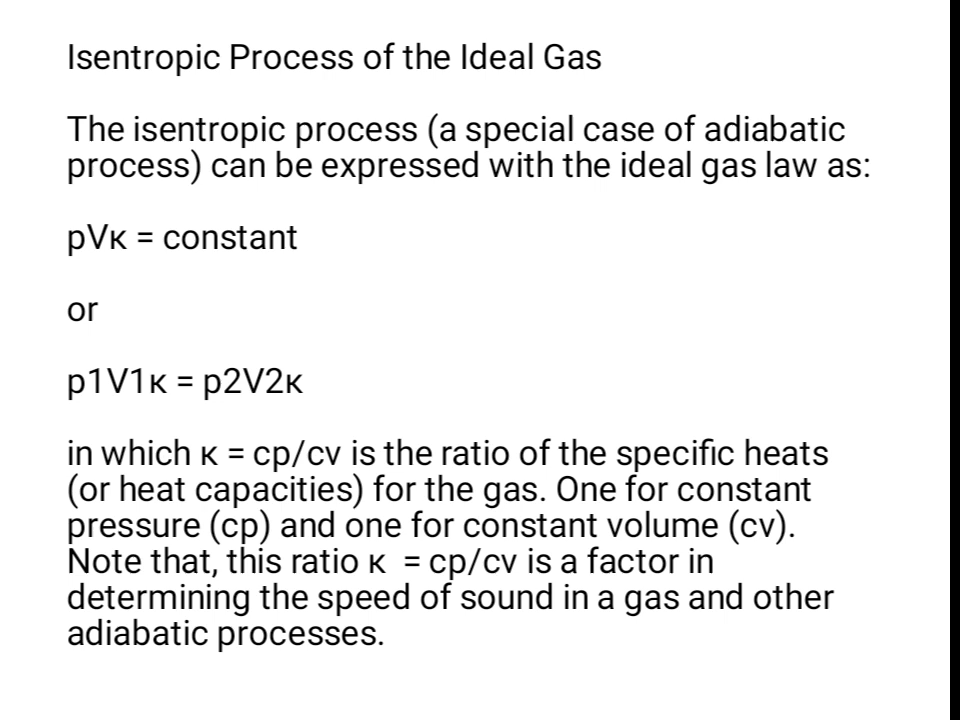 Isentropic Process of the Ideal Gas
The isentropic process (a special case of adiabatic
process) can be expressed with the ideal gas law as:
pVκ = constant
or
p1V1κ = p2V2κ
in which κ = cp/cv is the ratio of the specific heats
(or heat capacities) for the gas. One for constant
pressure (cp) and one for constant volume (cv).
Note that, this ratio κ  = cp/cv is a factor in
determining the speed of sound in a gas and other
adiabatic processes.